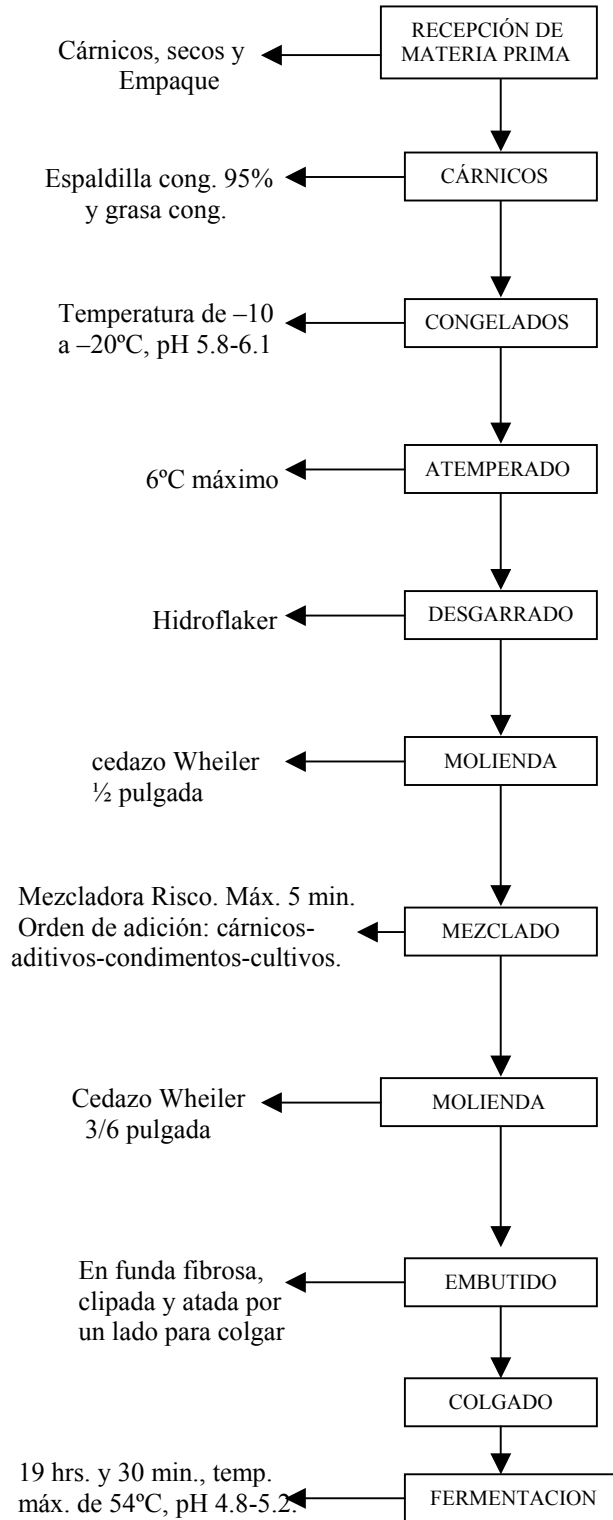 RECEPCIÓN DE
MATERIA PRIMA
Cárnicos, secos y
Empaque
CÁRNICOS
Espaldilla cong. 95%
y grasa cong.
CONGELADOS
Temperatura de –10
a –20ºC, pH 5.8-6.1
ATEMPERADO
6ºC máximo
DESGARRADO
Hidroflaker
MOLIENDA
cedazo Wheiler
½ pulgada
Mezcladora Risco. Máx. 5 min.
Orden de adición: cárnicos-
aditivos-condimentos-cultivos.
MEZCLADO
Cedazo Wheiler
3/6 pulgada
MOLIENDA
En funda fibrosa,
clipada y atada por
un lado para colgar
EMBUTIDO
COLGADO
19 hrs. y 30 min., temp.
máx. de 54ºC, pH 4.8-5.2.
FERMENTACION